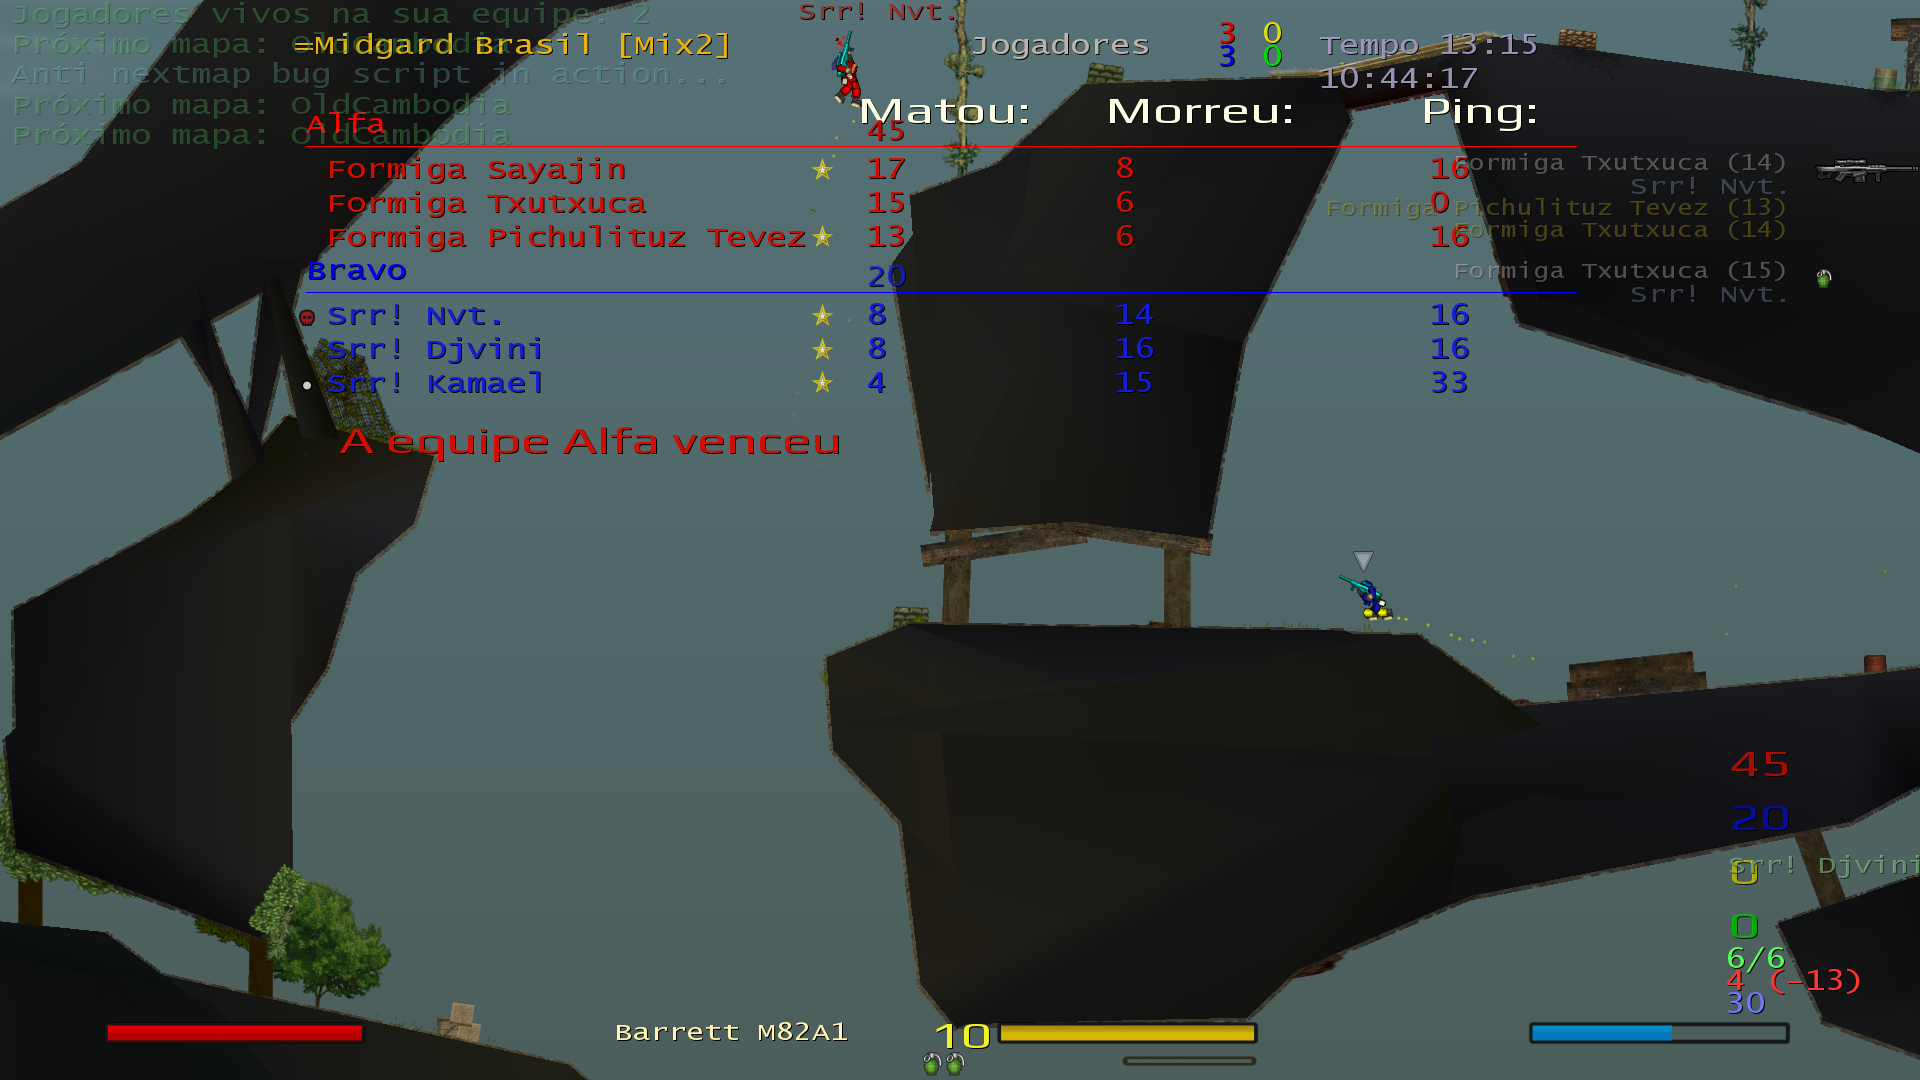 Jogadores vivos na sua equipe: 2
Srr! Nvt.
Próximo mapa: OldCambodia
=Midgard Brasil [Mix2]
Jogadores 3 0
3 0
Tempo 13:15
Anti nextmap bug script in action...
10:44:17
Próximo mapa: OldCambodia
Matou: Morreu: Ping:
Próximo mapa: OldCambodia
Alfa 45
Formiga Sayajin 17 8 16
Formiga Txutxuca 15 6 0
Formiga Pichulituz Tevez 13 6 16
Formiga Txutxuca (14)
Srr! Nvt.
Formiga Pichulituz Tevez (13)
Formiga Txutxuca (14)
Formiga Txutxuca (15)
Srr! Nvt.
Bravo 20
Srr! Nvt. 8 14 16
Srr! Djvini 8 16 16
Srr! Kamael 4 15 33
A equipe Alfa venceu
45
20
Srr! Djvini
0
0
6/6
4 (-13)
30
Barrett M82A1 10